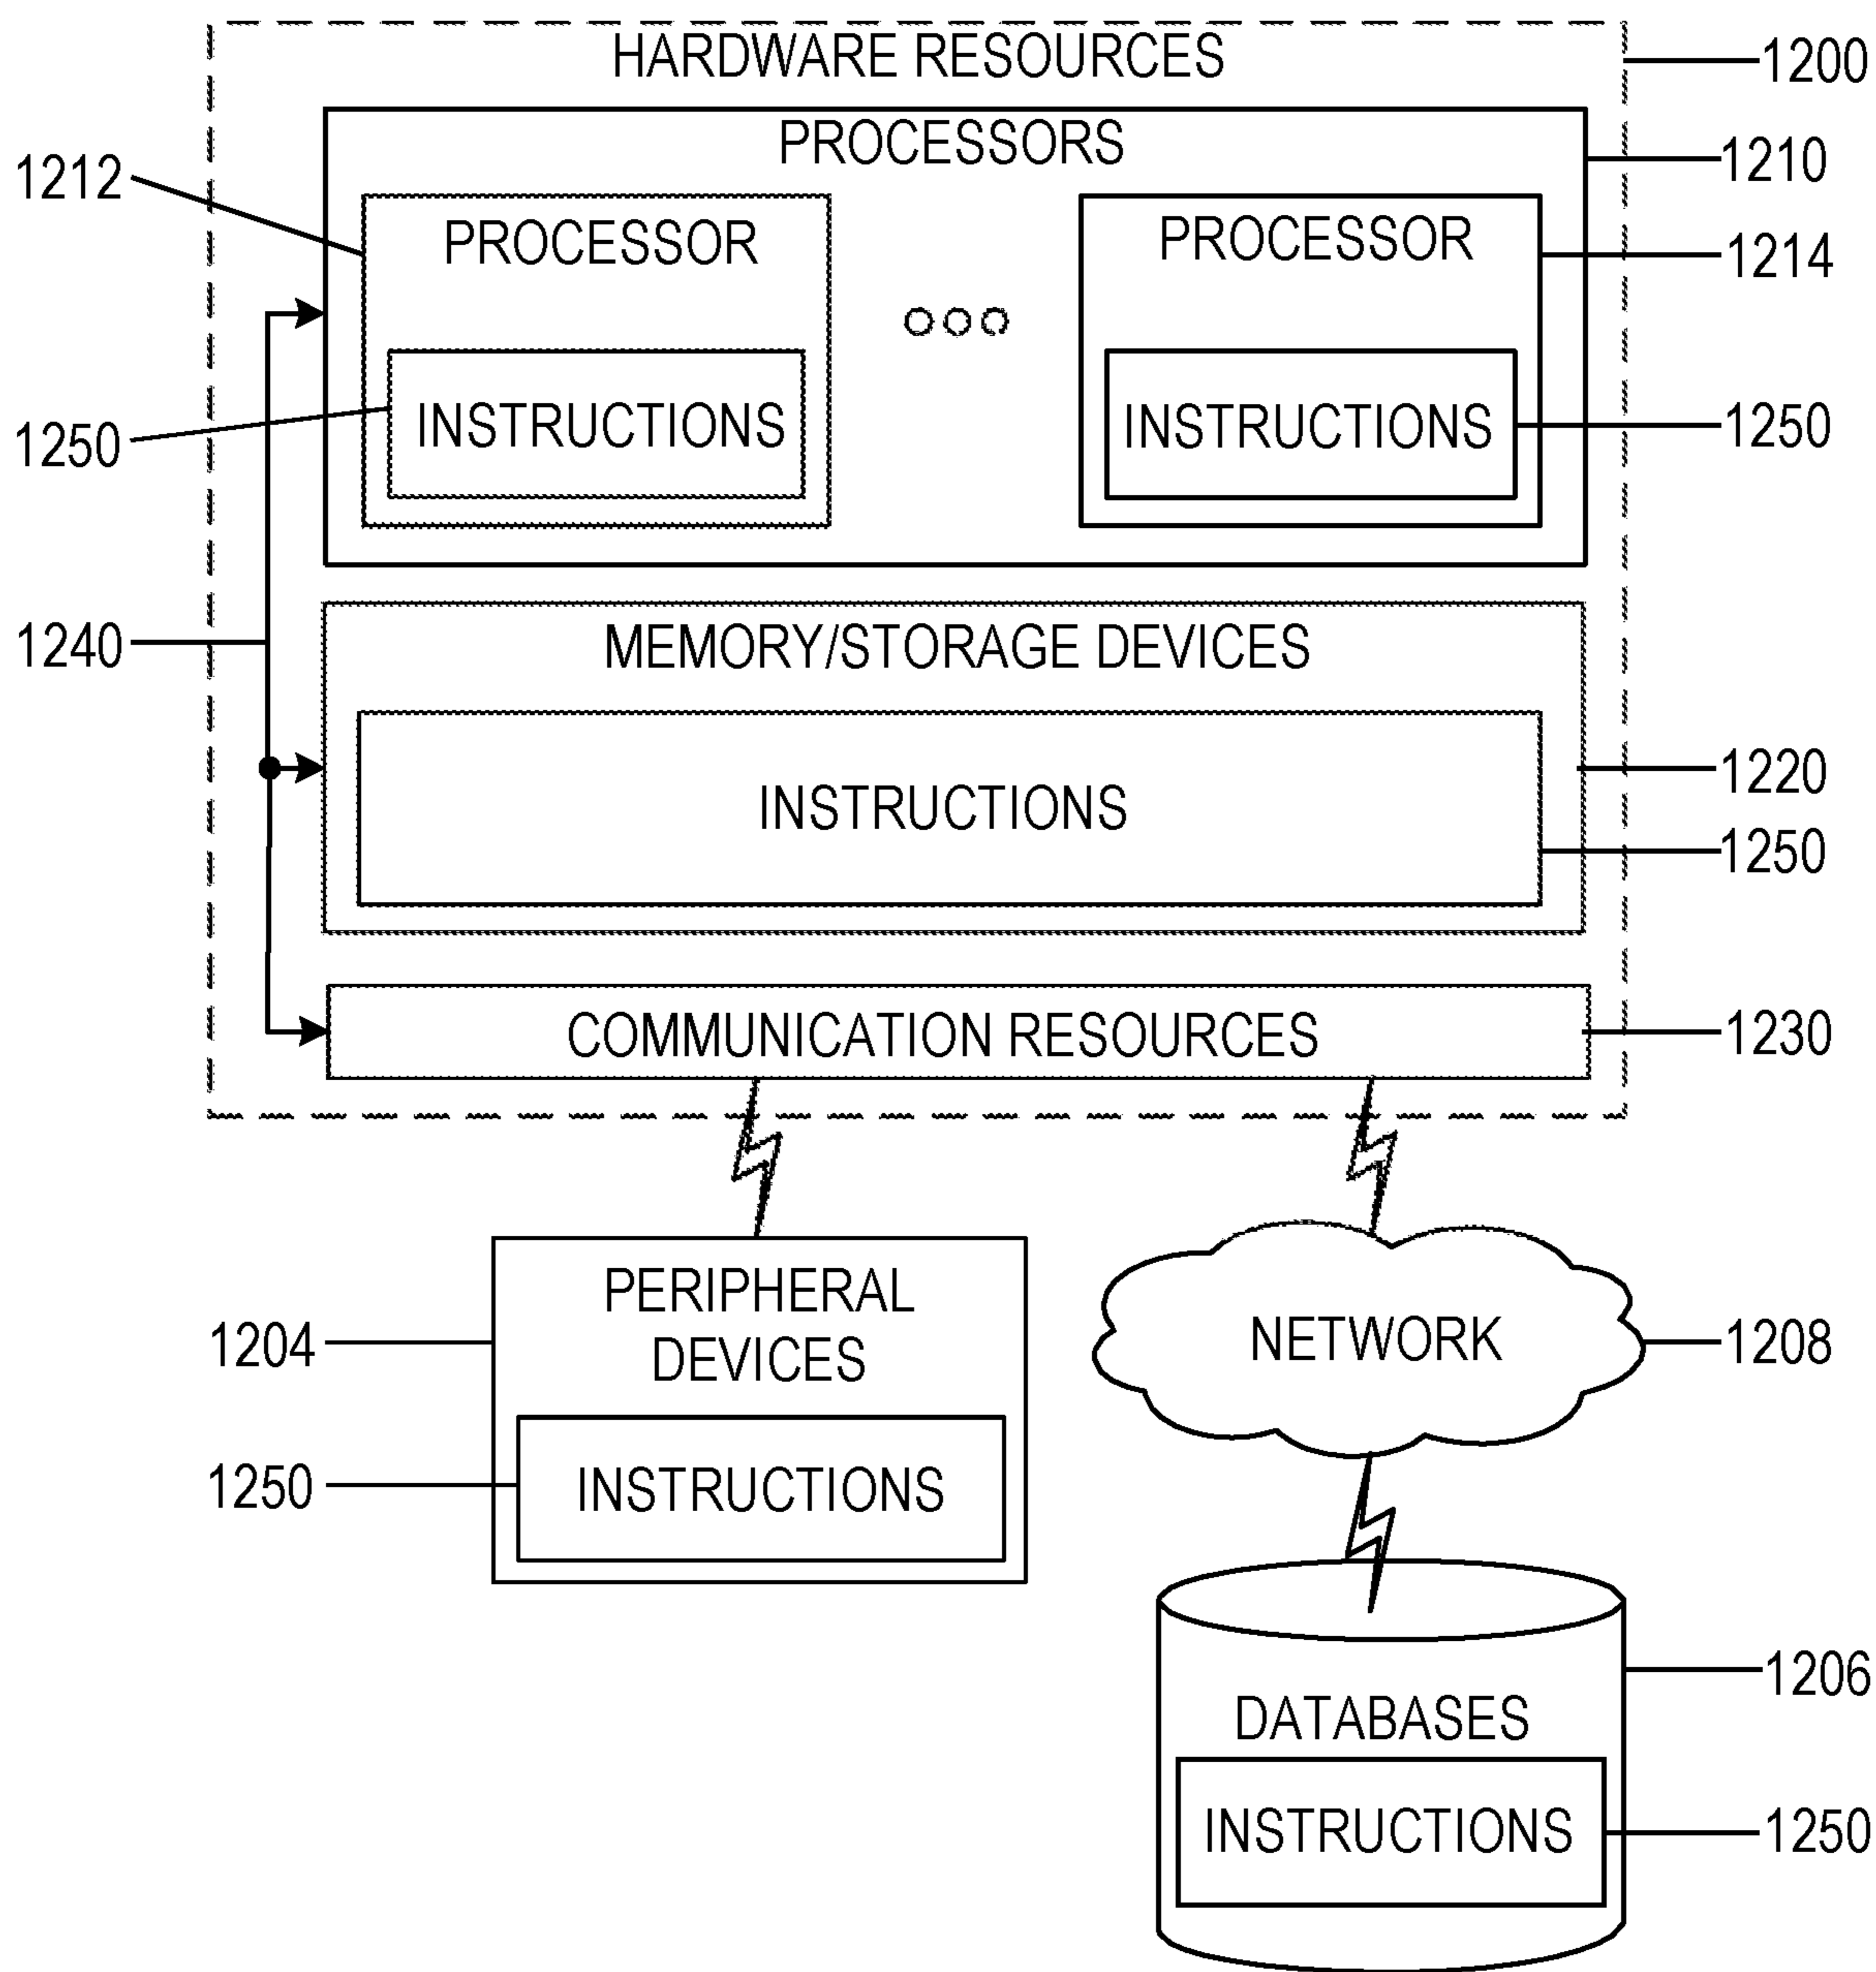 HARDWARE RESOURCES
1200
PROCESSORS
1210
1212
PROCESSOR
PROCESSOR
1214
INSTRUCTIONS
INSTRUCTIONS
1250
1250
1240
MEMORY/STORAGE DEVICES
1220
INSTRUCTIONS
1250
COMMUNICATION RESOURCES
1230
PERIPHERAL
DEVICES
1204
NETWORK
1208
1250
INSTRUCTIONS
1206
DATABASES
INSTRUCTIONS
1250